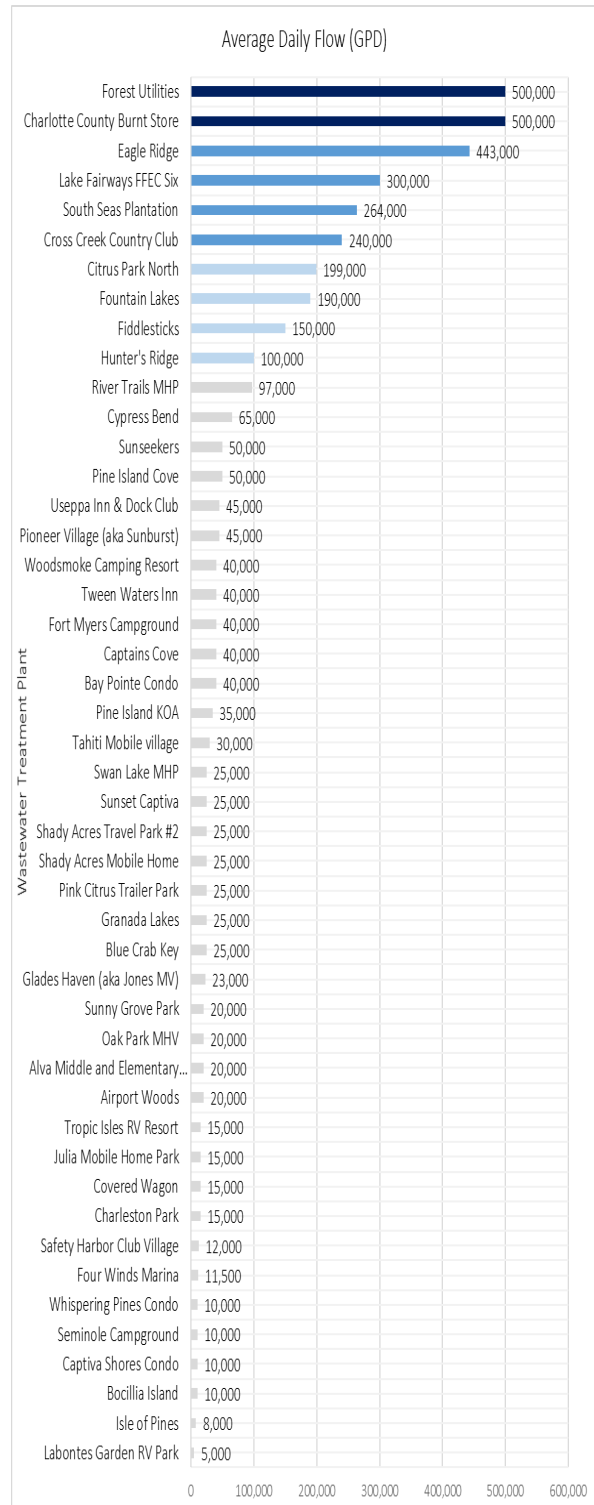 Average Daily Flow (GPD)
Forest Utilities 500,000
Charlotte County Burnt Store 500,000
Eagle Ridge 443,000
Lake Fairways FFEC Six 300,000
South Seas Plantation 264,000
Cross Creek Country Club 240,000
Citrus Park North 199,000
Fountain Lakes 190,000
Fiddlesticks 150,000
Hunter's Ridge 100,000
River Trails MHP 97,000
Cypress Bend 65,000
Sunseekers 50,000
Pine Island Cove 50,000
Useppa Inn & Dock Club 45,000
Pioneer Village (aka Sunburst) 45,000
Woodsmoke Camping Resort 40,000
Tween Waters Inn 40,000
Fort Myers Campground 40,000
Captains Cove 40,000
Bay Pointe Condo 40,000
Pine Island KOA 35,000
Tahiti Mobile village 30,000
Swan Lake MHP 25,000
Sunset Captiva 25,000
Shady Acres Travel Park #2 25,000
Shady Acres Mobile Home 25,000
Pink Citrus Trailer Park 25,000
Granada Lakes 25,000
Blue Crab Key 25,000
Glades Haven (aka Jones MV) 23,000
Sunny Grove Park 20,000
Oak Park MHV 20,000
Alva Middle and Elementary... 20,000
Airport Woods 20,000
Tropic Isles RV Resort 15,000
Julia Mobile Home Park 15,000
Covered Wagon 15,000
Charleston Park 15,000
Safety Harbor Club Village 12,000
Four Winds Marina 11,500
Whispering Pines Condo 10,000
Seminole Campground 10,000
Captiva Shores Condo 10,000
Bocillia Island 10,000
Isle of Pines 8,000
Labontes Garden RV Park 5,000
0 100,000 200,000 300,000 400,000 500,000 600,000
Wastewater Treatment Plant